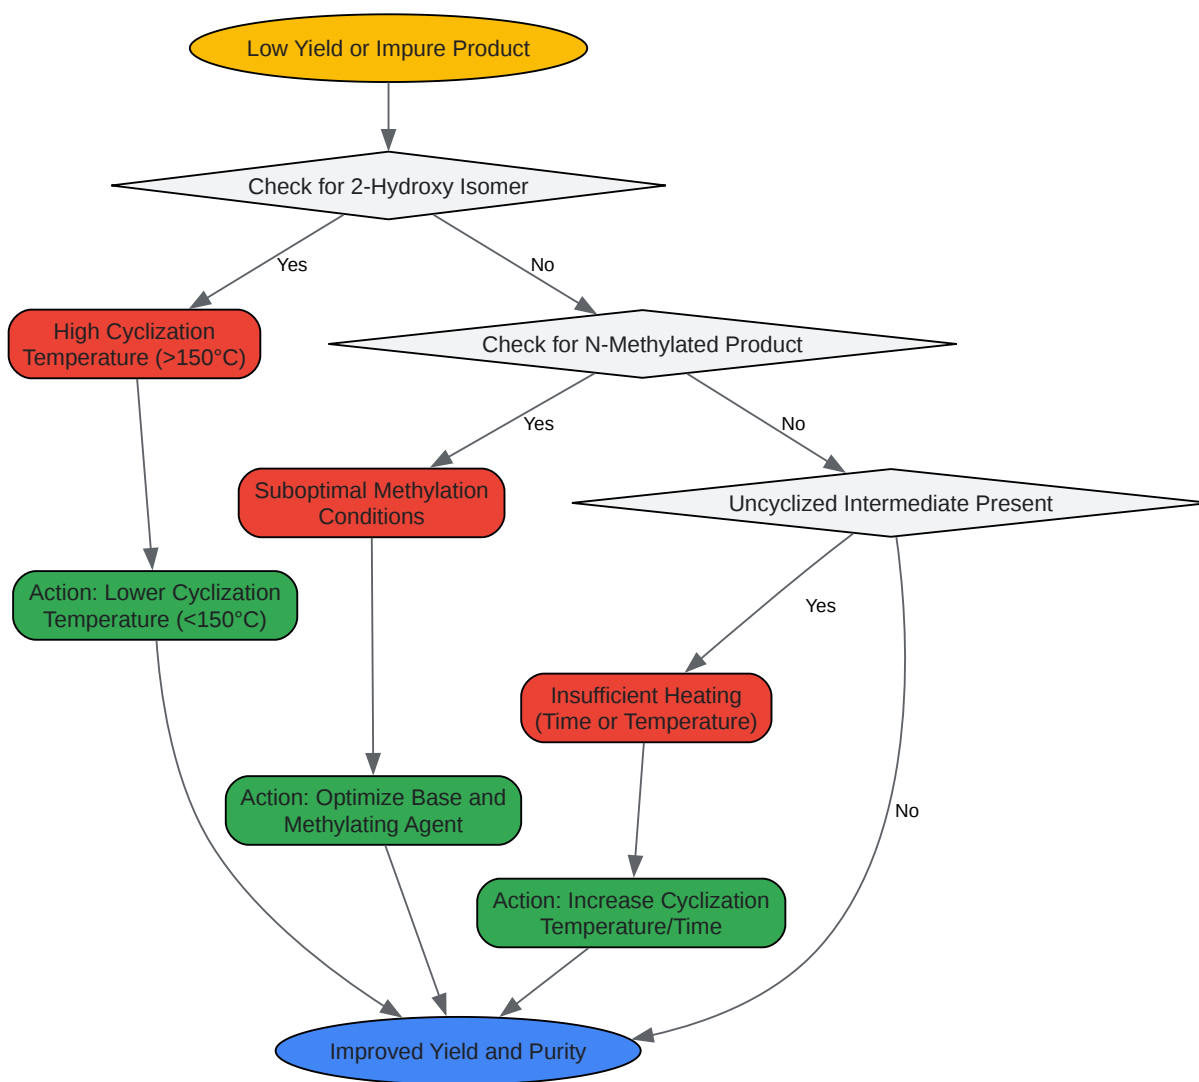 Low Yield or Impure Product
Check for 2-Hydroxy Isomer
Yes
No
High Cyclization
Temperature (>150°C)
Check for N-Methylated Product
Yes
No
Suboptimal Methylation
Conditions
Uncyclized Intermediate Present
Action: Lower Cyclization
Temperature (<150°C)
Yes
Insufficient Heating
(Time or Temperature)
Action: Optimize Base and
Methylating Agent
No
Action: Increase Cyclization
Temperature/Time
Improved Yield and Purity